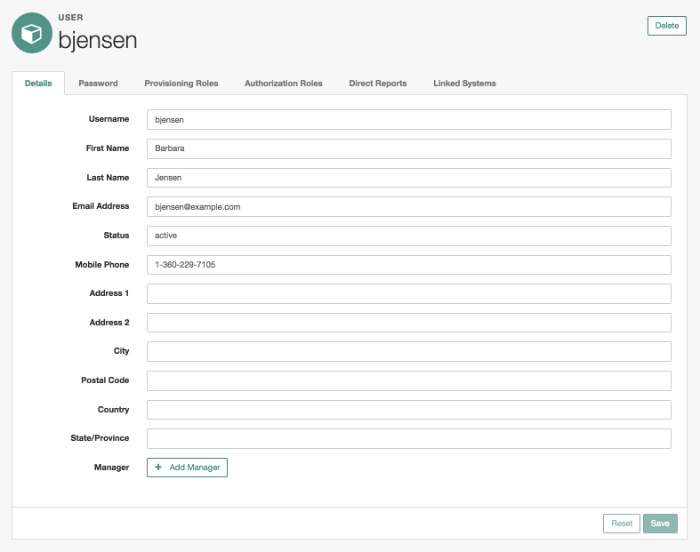 USER
bjensen
Delete
Details Password Provisioning Roles Authorization Roles Direct Reports Linked Systems
Username bjensen
First Name Barbara
Last Name Jensen
Email Address bjensen@example.com
Status active
Mobile Phone 1-360-229-7105
Address 1
Address 2
City
Postal Code
Country
State/Province
Manager + Add Manager
Reset Save